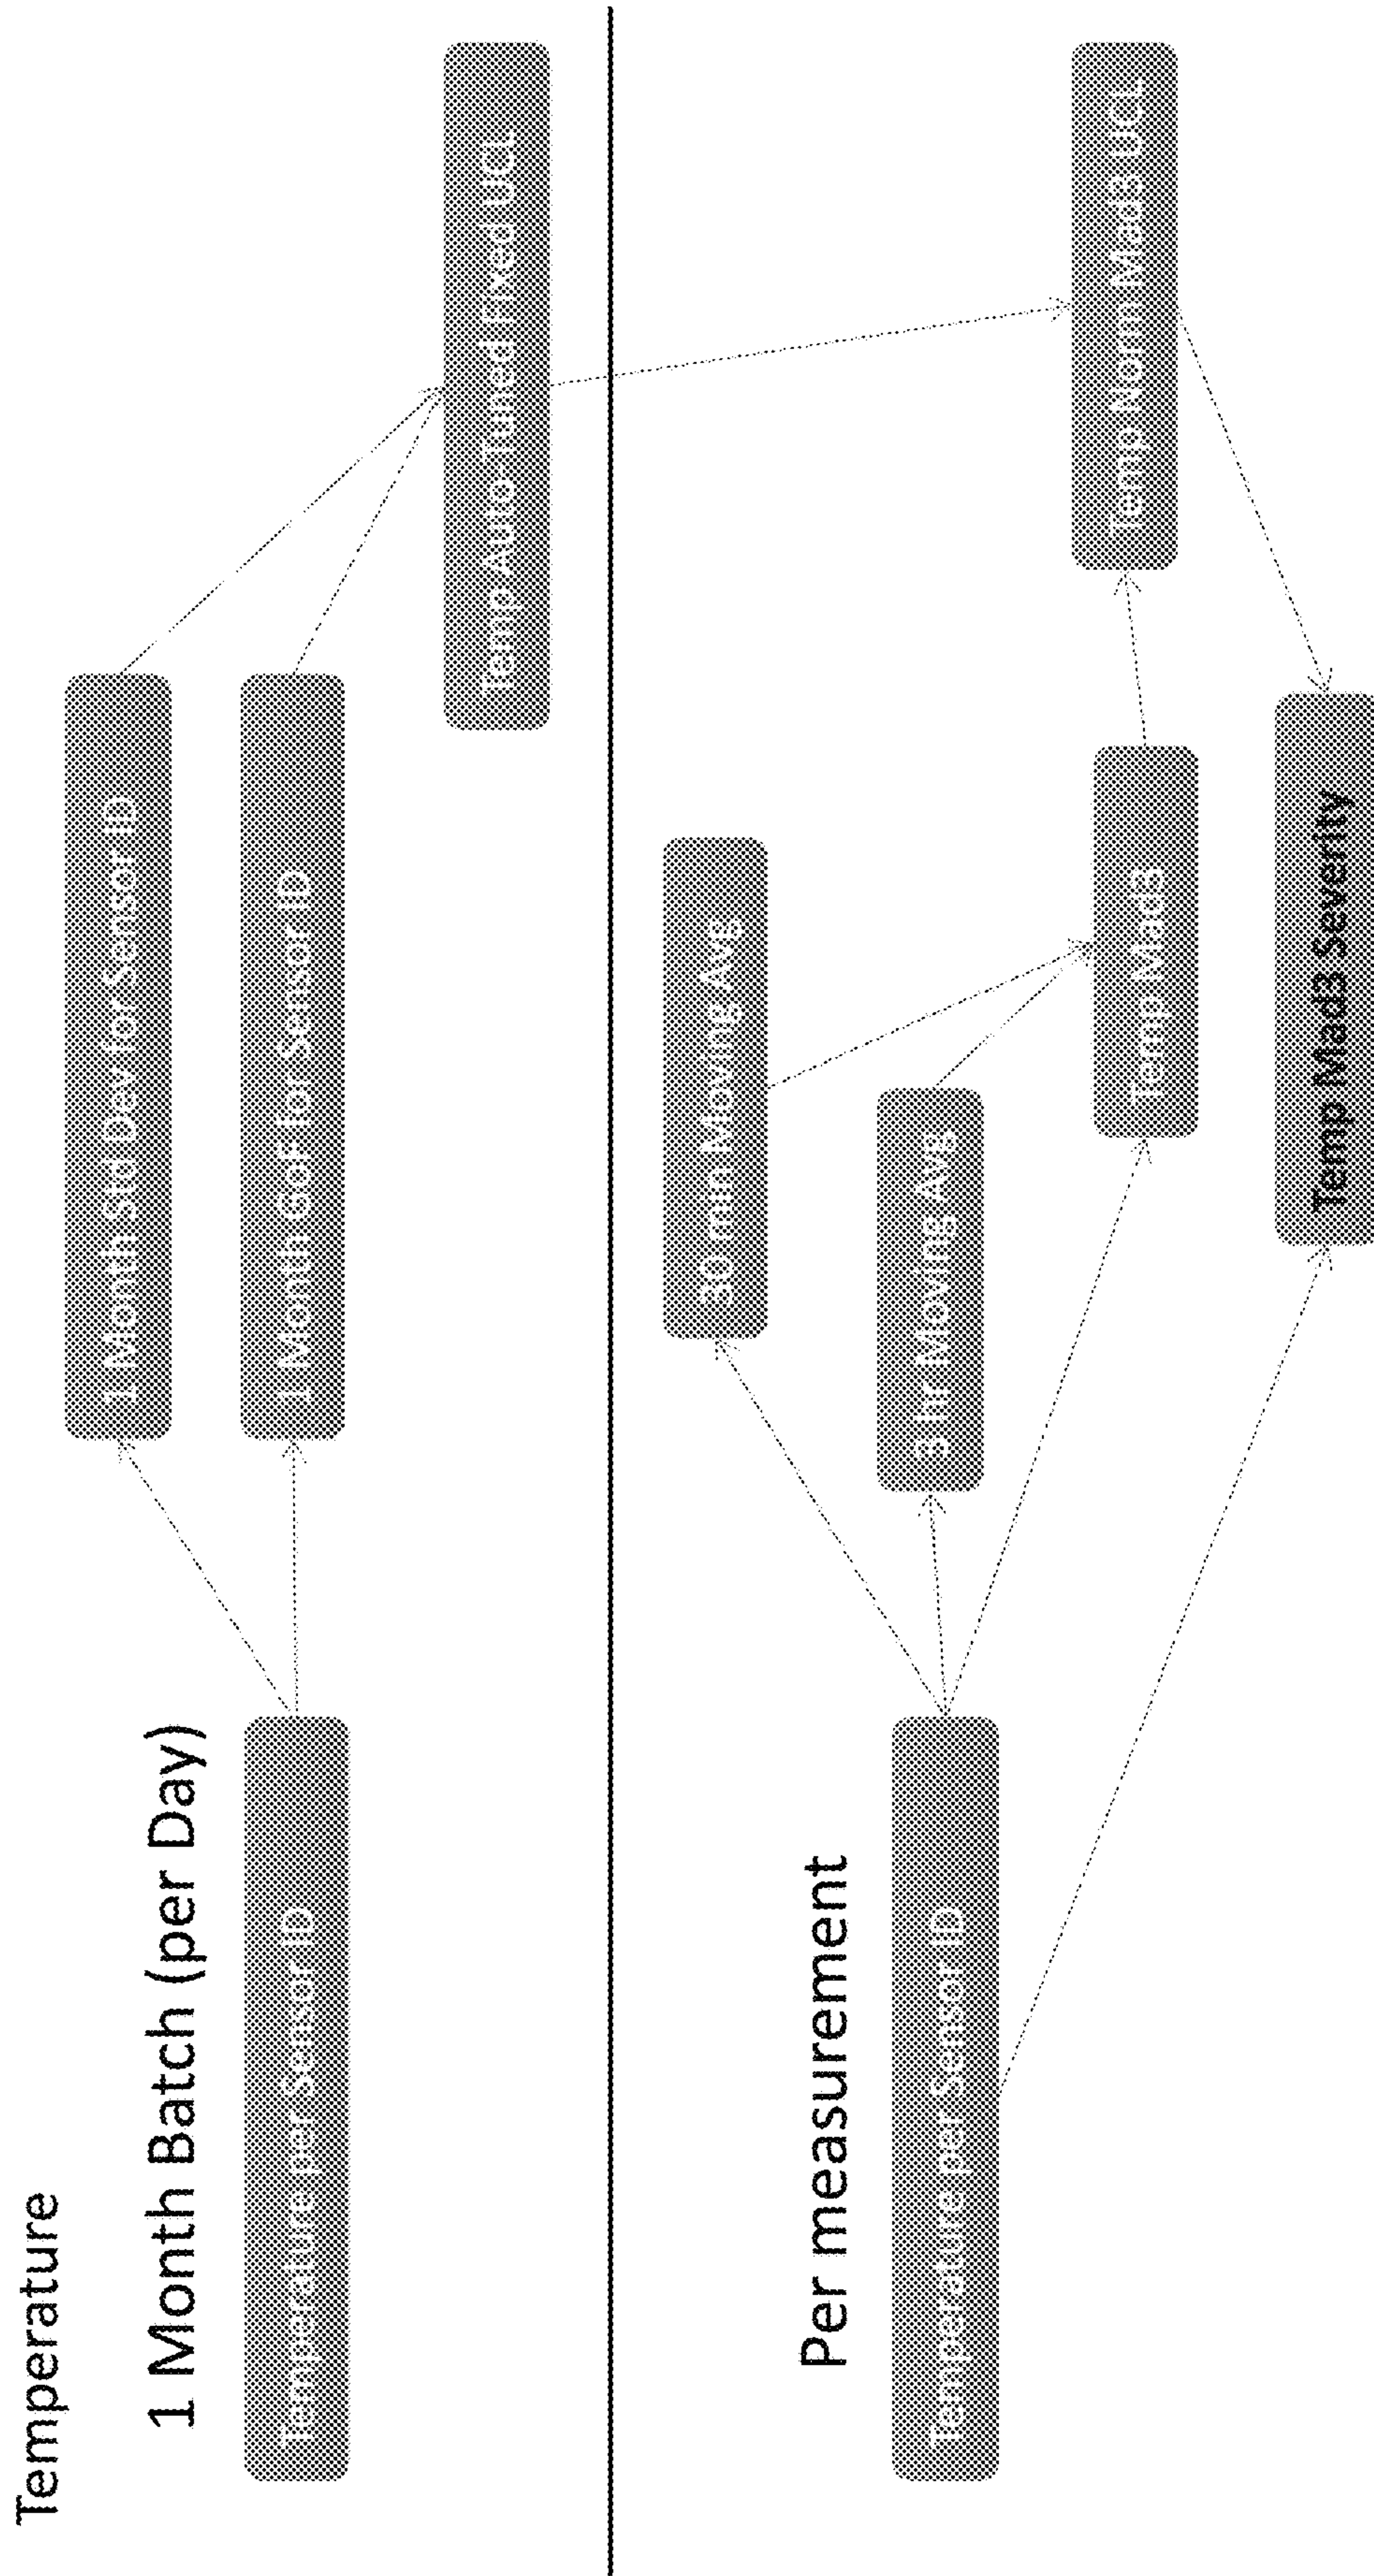 Temperature
1 Month Batch (per Day)
Temperature per Sensor ID
1 Month Std Dev for Sensor ID
1 Month GoF for Sensor ID
Temp Auto-Tuned Fixed UCL
Per measurement
Temperature per Sensor ID
30 min Moving Avg
3 hr Moving Avg
Temp Mad3
Temp Norm Mad3 UCL
Temp Mad3 Severity